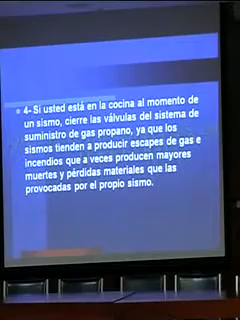 4- Si usted está en la cocina al momento de
un sismo, cierre las válvulas del sistema de
suministro de gas propano, ya que los
sismos tienden a producir escapes de gas e
incendios que a veces producen mayores
muertes y pérdidas materiales que las
provocadas por el propio sismo.